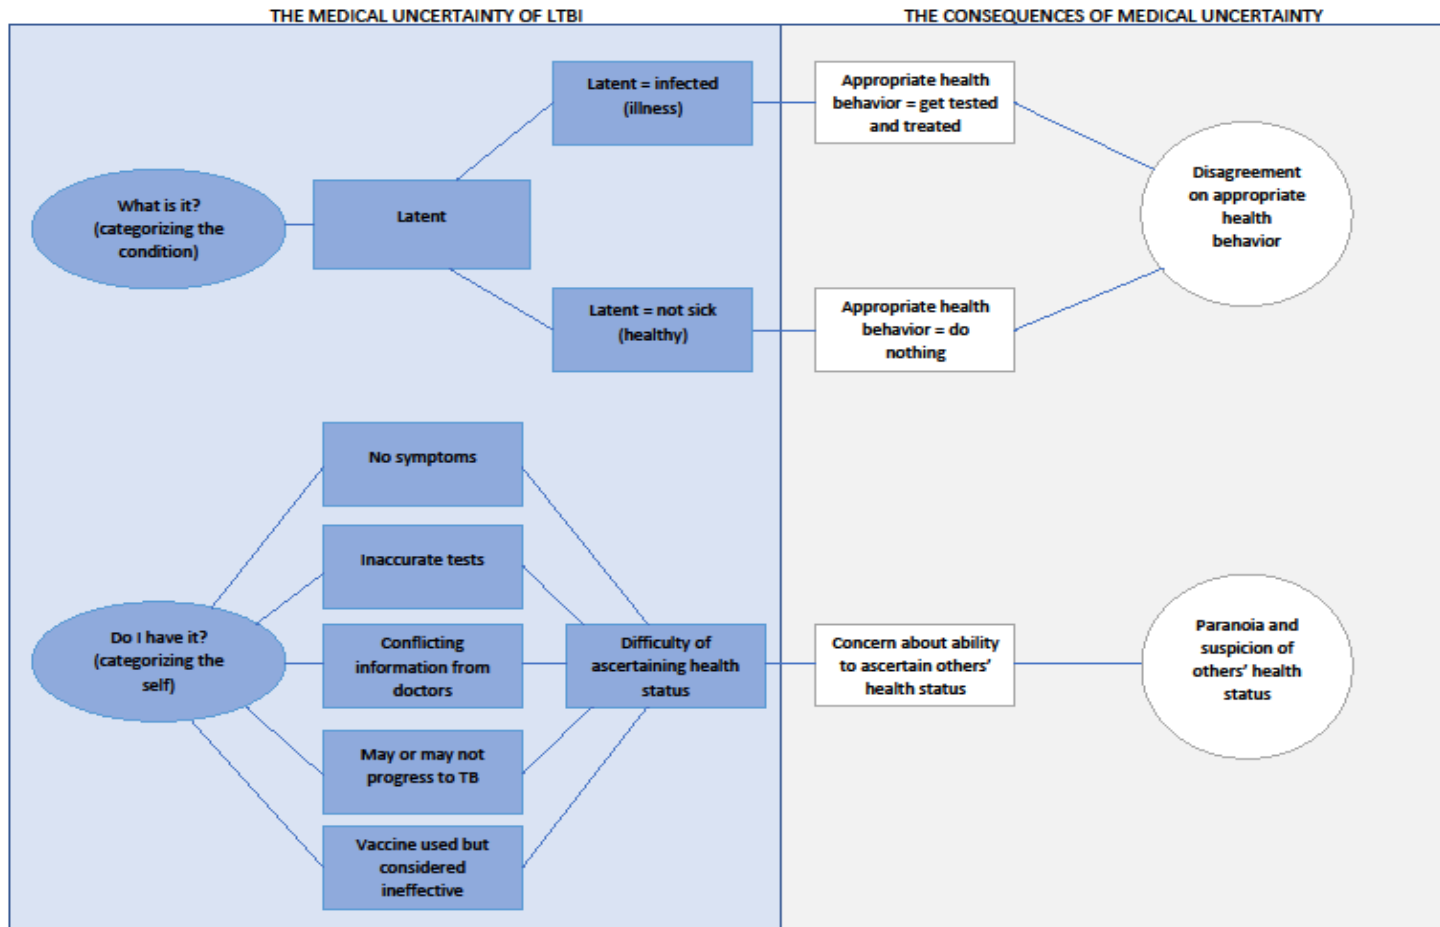 THE MEDICAL UNCERTAINTY OF LTBI
THE CONSEQUENCES OF MEDICAL UNCERTAINTY
What is it?
(categorizing the
condition)
Latent
Latent = infected
(illness)
Appropriate health
behavior = get tested
and treated
Latent = not sick
(healthy)
Appropriate health
behavior = do
nothing
Disagreement
on appropriate
health
behavior
Do I have it?
(categorizing the
self)
No symptoms
Inaccurate tests
Conflicting
information from
doctors
May or may not
progress to TB
Vaccine used but
considered
ineffective
Difficulty of
ascertaining health
status
Concern about ability
to ascertain others’
health status
Paranoia and
suspicion of
others’ health
status